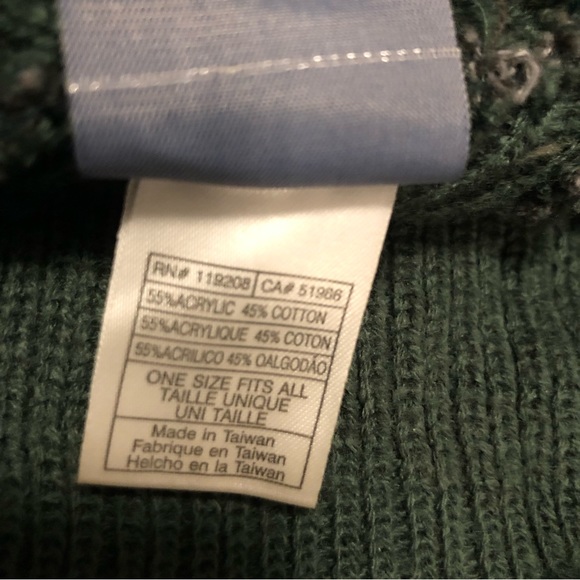 RN# 119208 CA# 51966
55%ACRYLIC 45% COTTON
55%ACRYLIQUE 45% COTON
55%ACRILICO 45% OALGODÃO
ONE SIZE FITS ALL
TAILLE UNIQUE
UNI TAILLE
Made in Taiwan
Fabrique en Taiwan
Helcho en la Taiwan